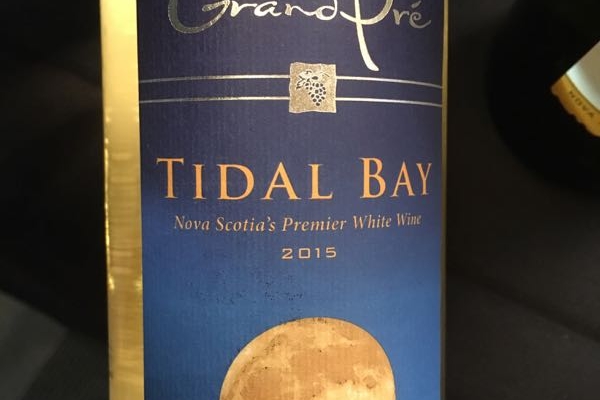 Grand Pré
TIDAL BAY
Nova Scotia's Premier White Wine
2015